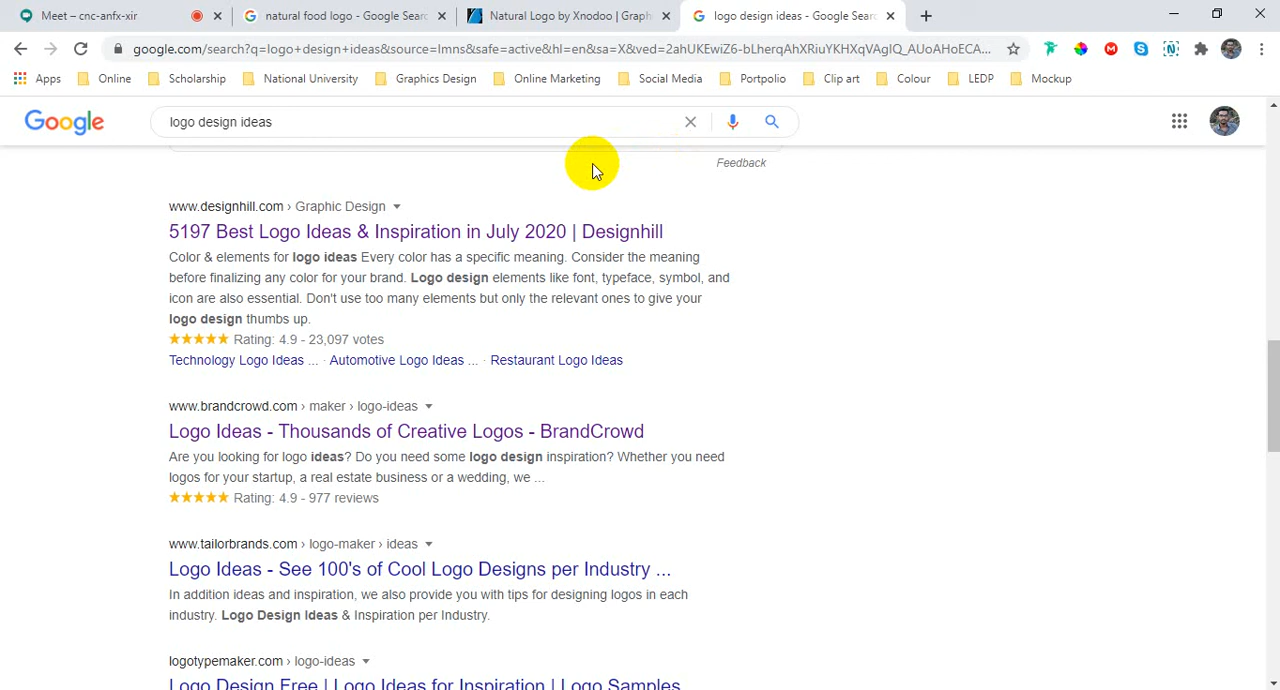 Meet – cnc-anfx-xir
natural food logo - Google Sear
Natural Logo by Xnodoo | Graph
logo design ideas - Google Sear
google.com/search?q=logo+design+ideas&source=lmns&safe=active&hl=en&sa=X&ved=2ahUKEwiZ6-bLherqAhXRiuYKHXqVAgIQ_AUoAHoECA...
Apps Online Scholarship National University Graphics Design Online Marketing Social Media Portpolio Clip art Colour LEDP Mockup
Google
logo design ideas
Feedback
www.designhill.com › Graphic Design
5197 Best Logo Ideas & Inspiration in July 2020 | Designhill
Color & elements for logo ideas Every color has a specific meaning. Consider the meaning
before finalizing any color for your brand. Logo design elements like font, typeface, symbol, and
icon are also essential. Don't use too many elements but only the relevant ones to give your
logo design thumbs up.
Rating: 4.9 - 23,097 votes
Technology Logo Ideas ... · Automotive Logo Ideas ... · Restaurant Logo Ideas
www.brandcrowd.com › maker › logo-ideas
Logo Ideas - Thousands of Creative Logos - BrandCrowd
Are you looking for logo ideas? Do you need some logo design inspiration? Whether you need
logos for your startup, a real estate business or a wedding, we ...
Rating: 4.9 - 977 reviews
www.tailorbrands.com › logo-maker › ideas
Logo Ideas - See 100's of Cool Logo Designs per Industry ...
In addition ideas and inspiration, we also provide you with tips for designing logos in each
industry. Logo Design Ideas & Inspiration per Industry.
logotypemaker.com › logo-ideas
Logo Design Free | Logo Ideas for Inspiration | Logo Samples